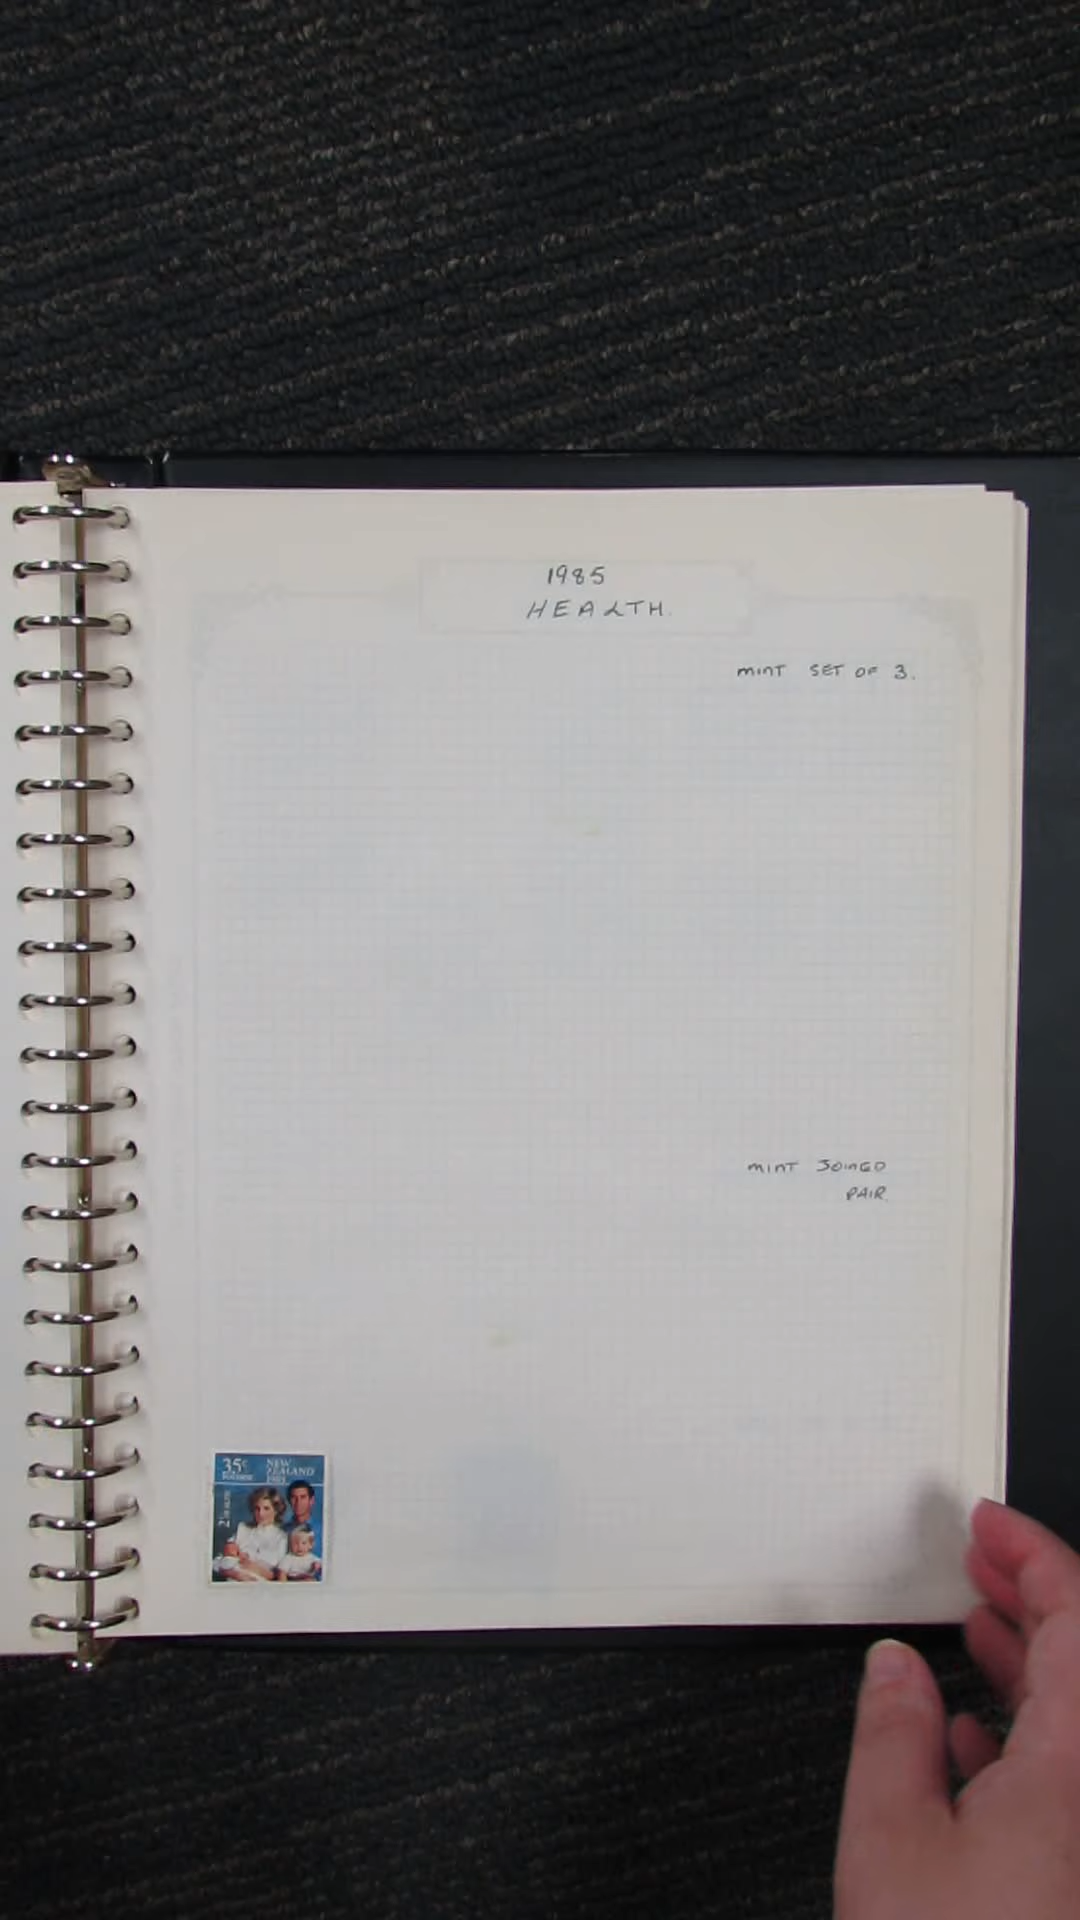 1985
HEALTH.
MINT SET OF 3.
MINT JOINED
PAIR.
35c NEW
ZEALAND
1985